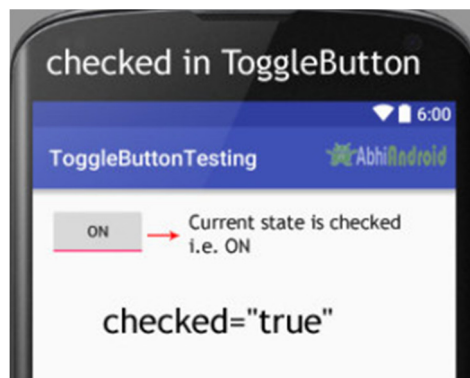 checked in ToggleButton
6:00
ToggleButtonTesting
AbhiAndroid
ON
Current state is checked
i.e. ON
checked="true"